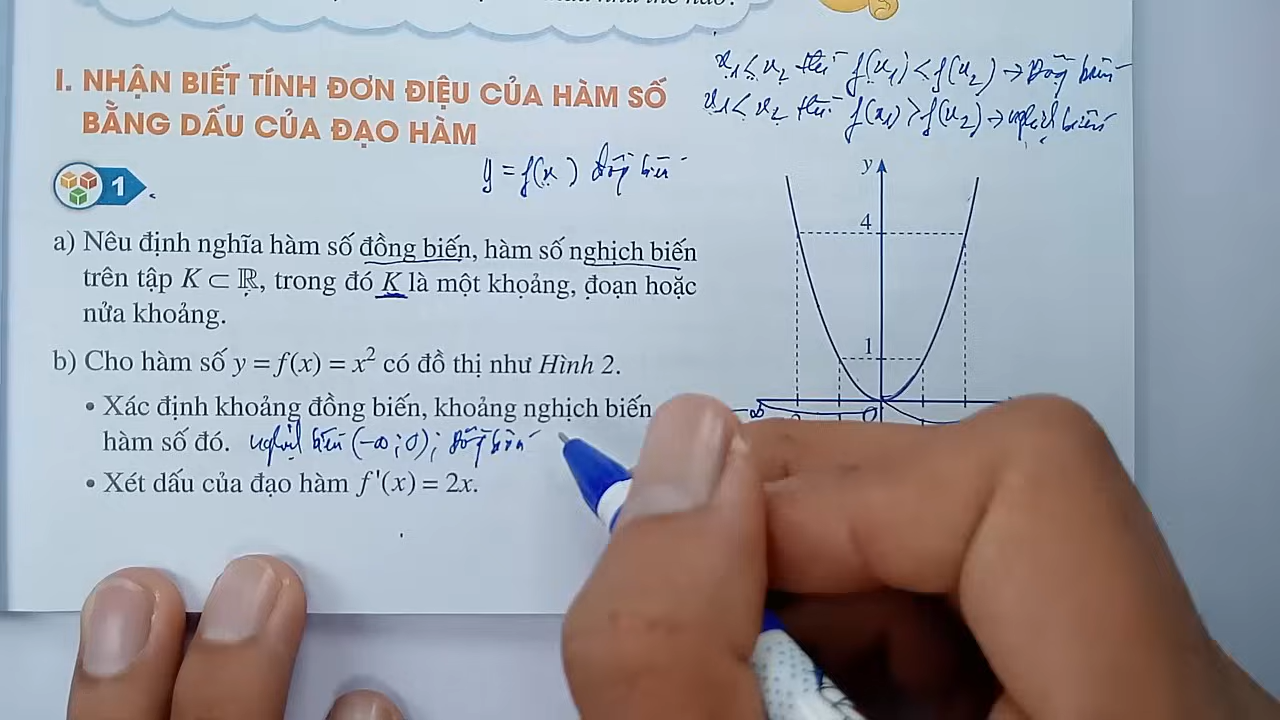 I. NHẬN BIẾT TÍNH ĐƠN ĐIỆU CỦA HÀM SỐ
BẰNG DẤU CỦA ĐẠO HÀM
x₁ < x₂ thì f(x₁) < f(x₂) → Đồng biến
x₁ < x₂ thì f(x₁) > f(x₂) → nghịch biến
y = f(x) đồng biến
1
a) Nêu định nghĩa hàm số đồng biến, hàm số nghịch biến
trên tập K ⊂ ℝ, trong đó K là một khoảng, đoạn hoặc
nửa khoảng.
b) Cho hàm số y = f(x) = x² có đồ thị như Hình 2.
• Xác định khoảng đồng biến, khoảng nghịch biến
hàm số đó. nghịch biến (-∞; 0); đồng biến
• Xét dấu của đạo hàm f'(x) = 2x.
y
4
1
-∞
O